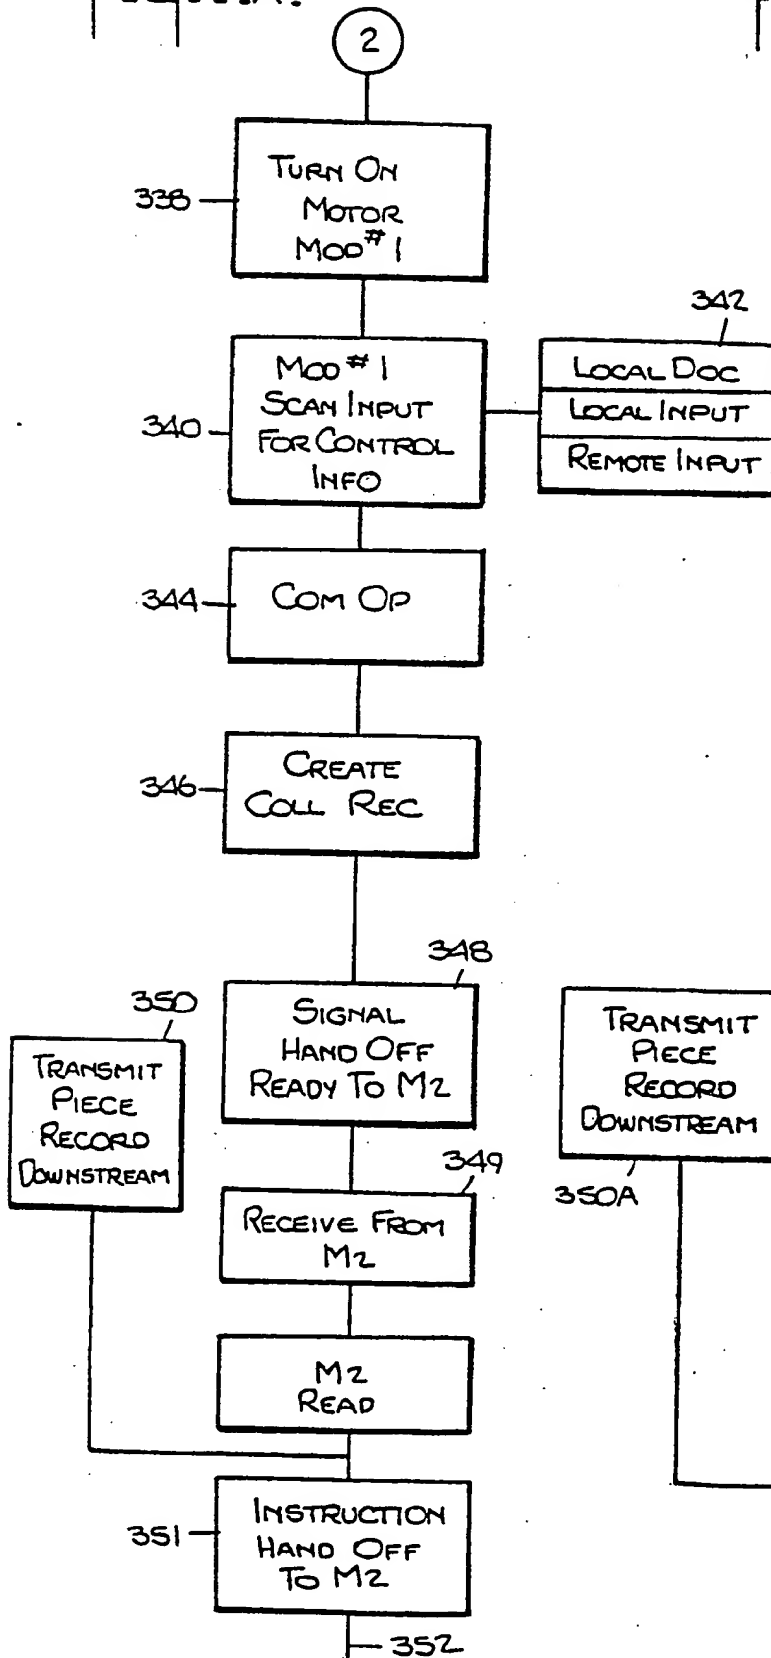 2
TURN ON
MOTOR
MOD #1
338
342
MOD #1
SCAN INPUT
FOR CONTROL
INFO
340
LOCAL DOC
LOCAL INPUT
REMOTE INPUT
344
COM OP
346
CREATE
COLL REC
348
SIGNAL
HAND OFF
READY TO M2
350
TRANSMIT
PIECE
RECORD
DOWNSTREAM
TRANSMIT
PIECE
RECORD
DOWNSTREAM
350A
349
RECEIVE FROM
M2
M2
READ
351
INSTRUCTION
HAND OFF
TO M2
352